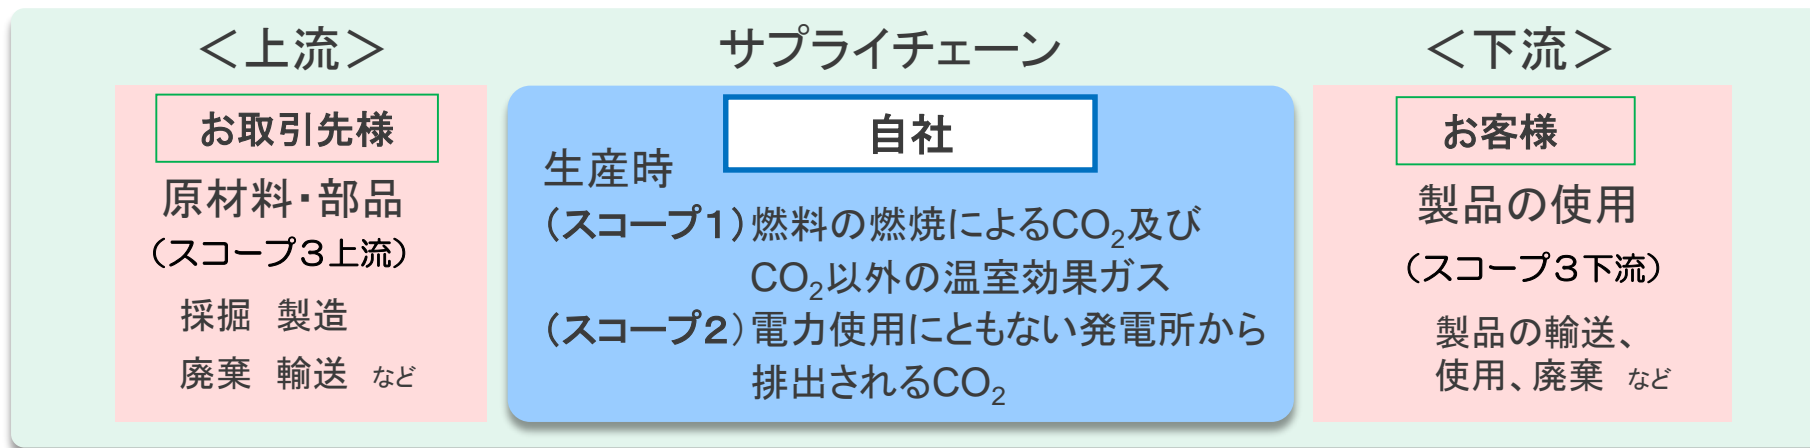 サプライチェーン
＜上流＞
お取引先様
原材料・部品
（スコープ３上流）
採掘　製造
廃棄　輸送　など
自社
生産時
（スコープ１）燃料の燃焼によるCO₂及び
CO₂以外の温室効果ガス
（スコープ２）電力使用にともない発電所から
排出されるCO₂
＜下流＞
お客様
製品の使用
（スコープ３下流）
製品の輸送、
使用、廃棄　など